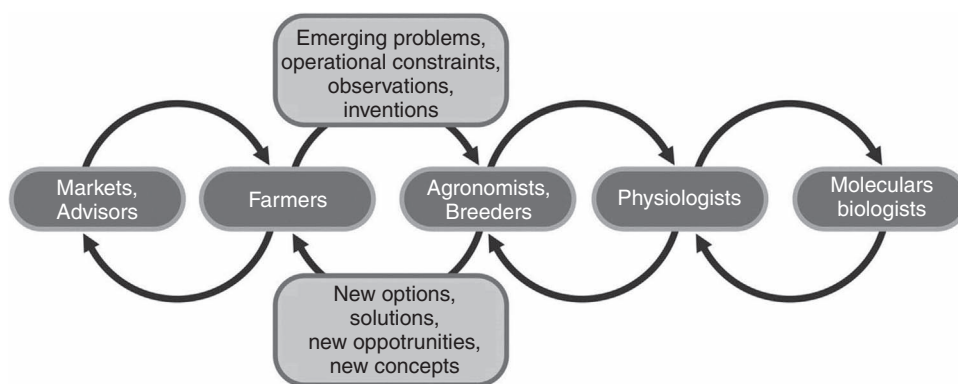 Emerging problems,
operational constraints,
observations,
inventions
Markets,
Advisors
Farmers
Agronomists,
Breeders
Physiologists
Moleculars
biologists
New options,
solutions,
new oppotrunities,
new concepts